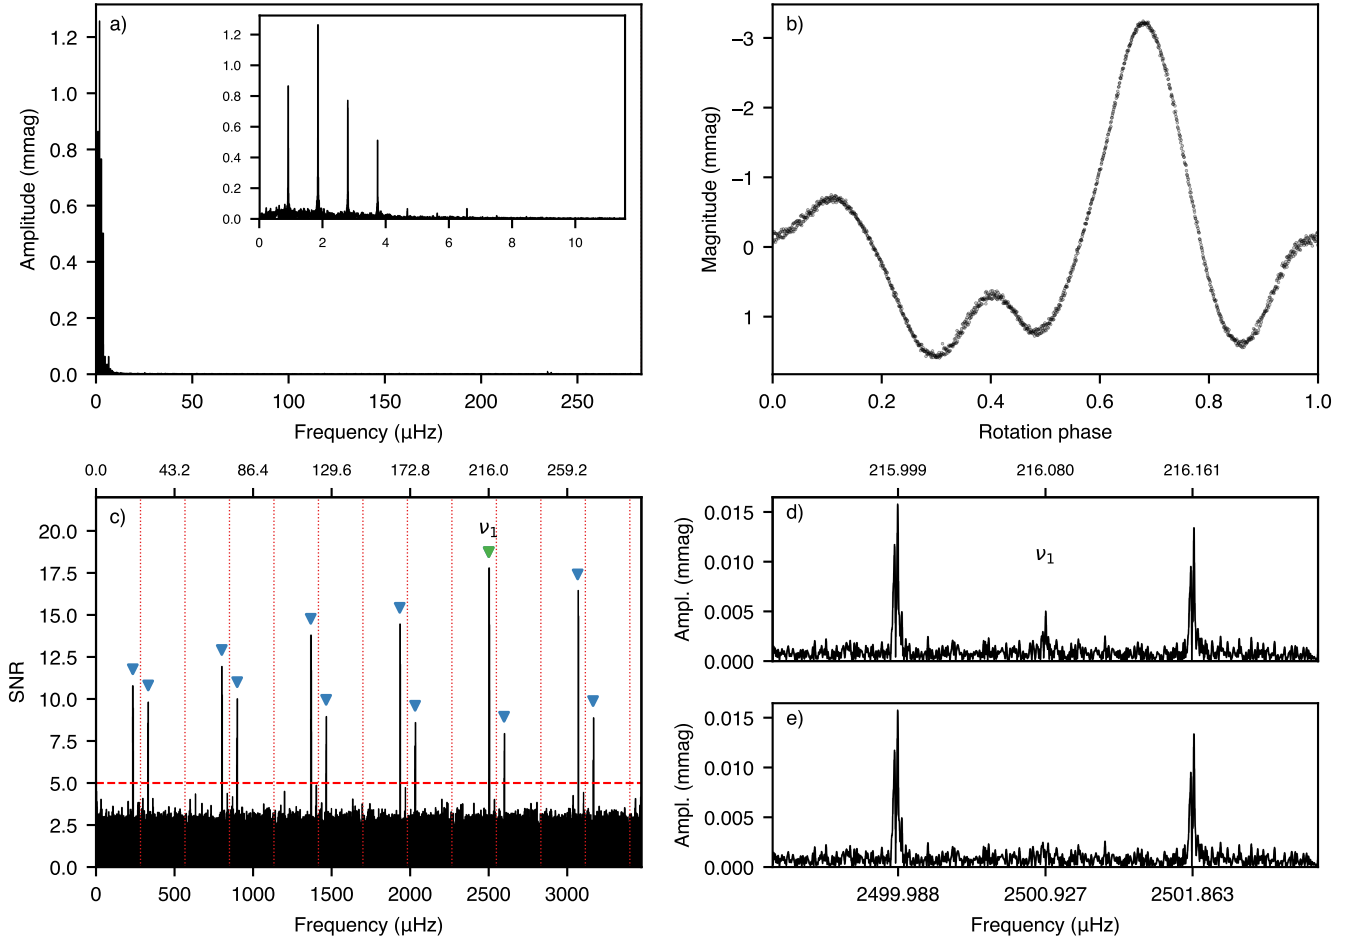 a)
1.2
1.0
0.8
0.6
0.4
0.2
0.0
Amplitude (mmag)
1.2
1.0
0.8
0.6
0.4
0.2
0.0
0 2 4 6 8 10
0 50 100 150 200 250
Frequency (μHz)
b)
−3
−2
−1
0
1
Magnitude (mmag)
0.0 0.2 0.4 0.6 0.8 1.0
Rotation phase
0.0 43.2 86.4 129.6 172.8 216.0 259.2
c)
ν1
20.0
17.5
15.0
12.5
10.0
7.5
5.0
2.5
0.0
SNR
0 500 1000 1500 2000 2500 3000
Frequency (μHz)
215.999 216.080 216.161
d)
ν1
0.015
0.010
0.005
0.000
Ampl. (mmag)
e)
0.015
0.010
0.005
0.000
Ampl. (mmag)
2499.988 2500.927 2501.863
Frequency (μHz)